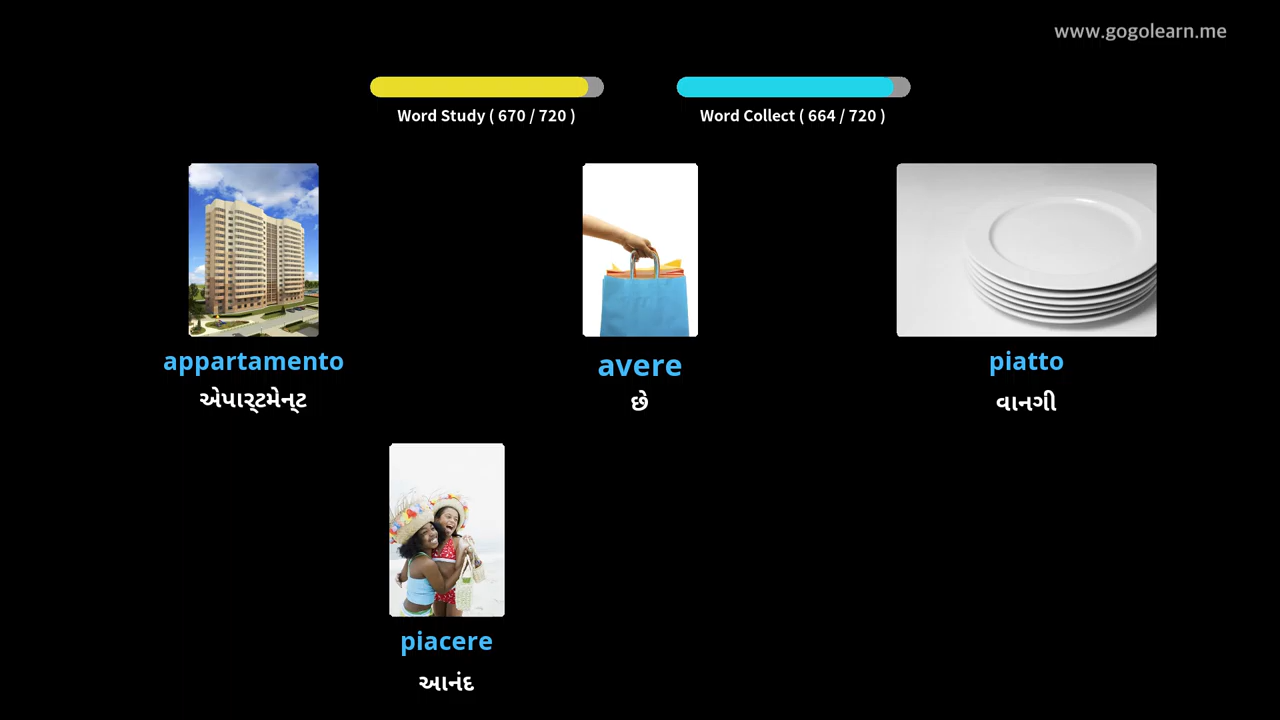 www.gogolearn.me
Word Study ( 670 / 720 )
Word Collect ( 664 / 720 )
appartamento
એપાર્ટમેન્ટ
avere
છે
piatto
વાનગી
piacere
આનંદ